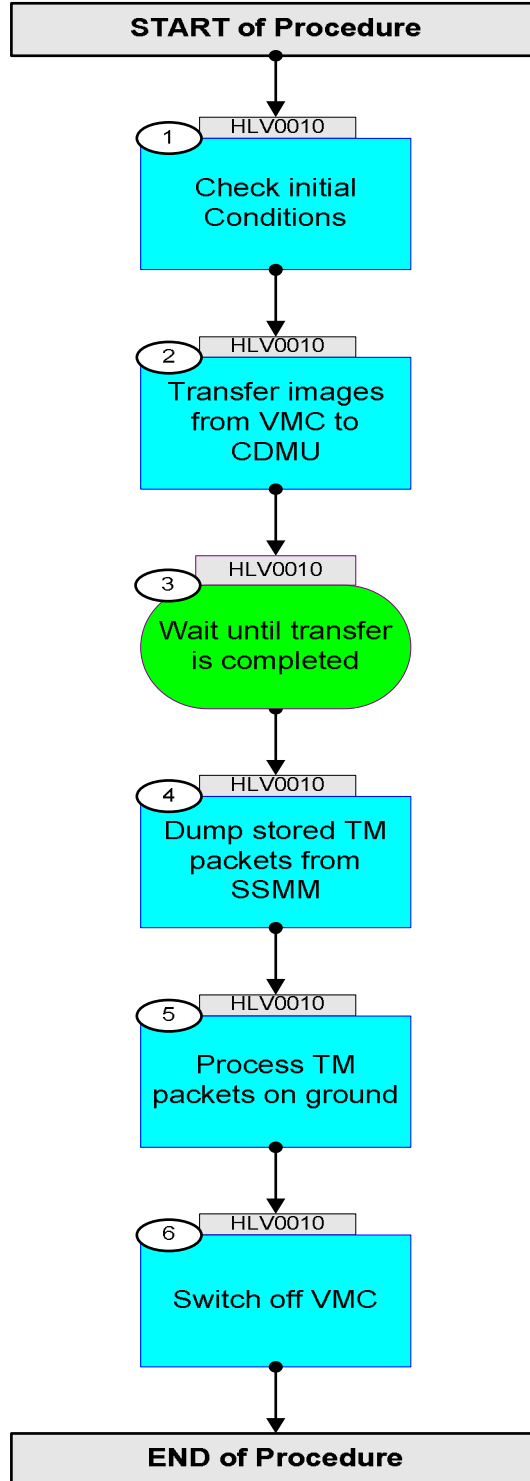 START of Procedure
HLV0010
1
Check initial
Conditions
HLV0010
2
Transfer images
from VMC to
CDMU
HLV0010
3
Wait until transfer
is completed
HLV0010
4
Dump stored TM
packets from
SSMM
HLV0010
5
Process TM
packets on ground
HLV0010
6
Switch off VMC
END of Procedure